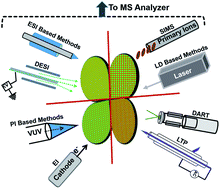 To MS Analyzer
ESI Based Methods
SIMS
Primary Ions
DESI
LD Based Methods
Laser
PI Based Methods
VUV
DART
Cathode
EI
e⁻
LTP